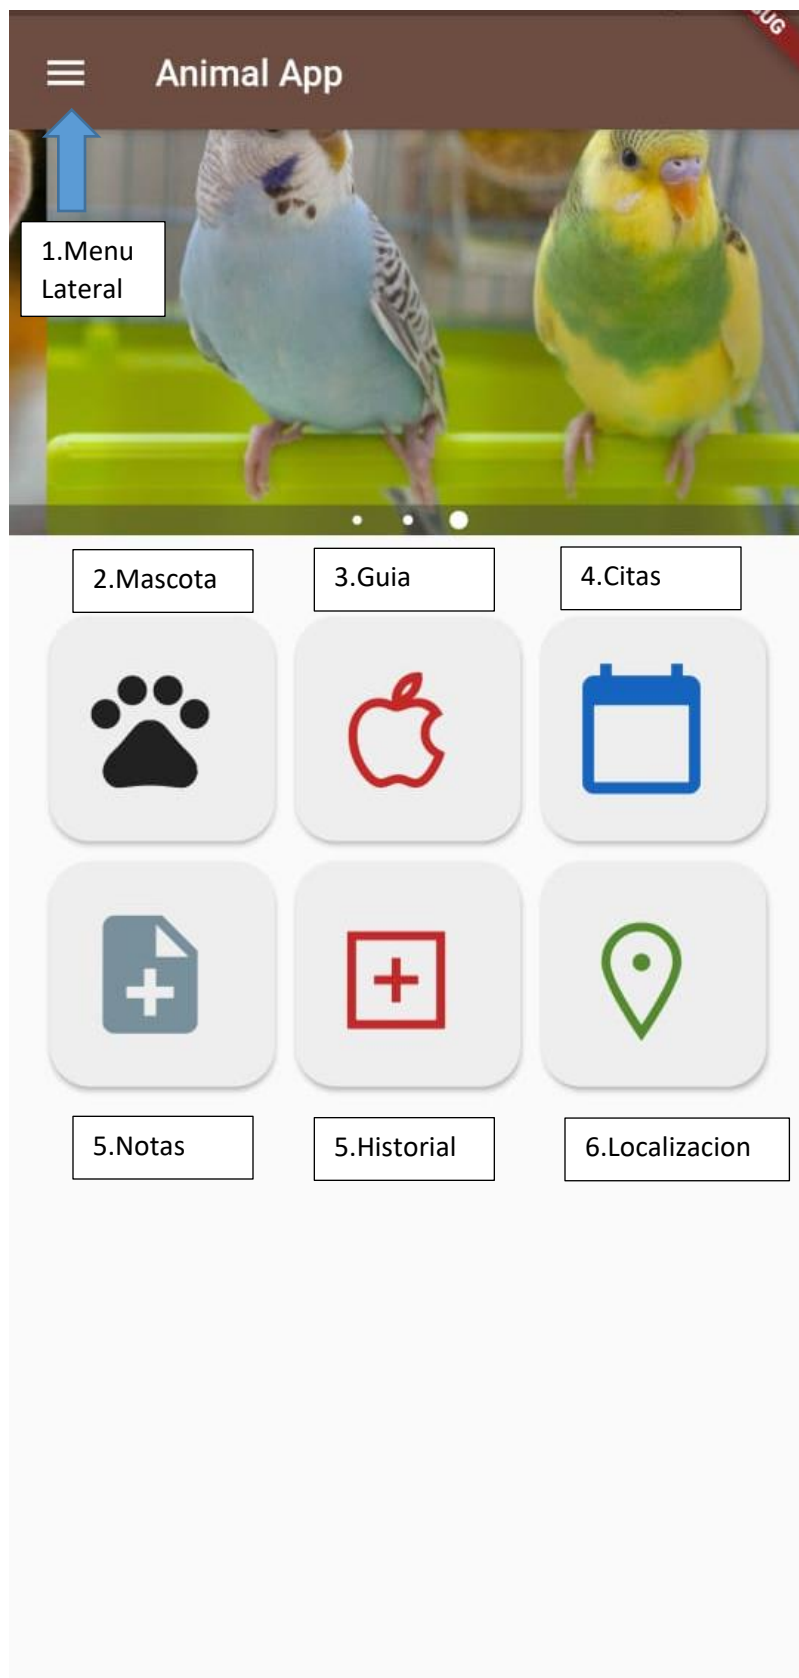 Animal App
1.Menu
Lateral
2.Mascota
3.Guia
4.Citas
5.Notas
5.Historial
6.Localizacion